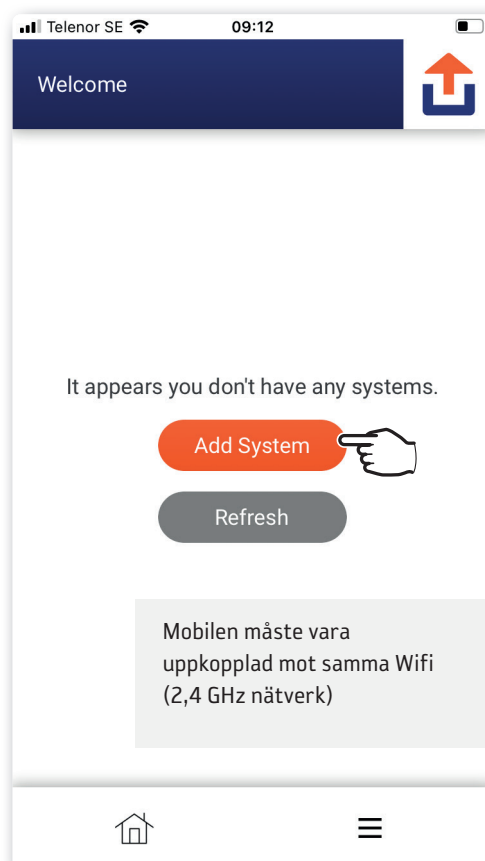 Telenor SE 09:12
Welcome
It appears you don't have any systems.
Add System
Refresh
Mobilen måste vara
uppkopplad mot samma Wifi
(2,4 GHz nätverk)